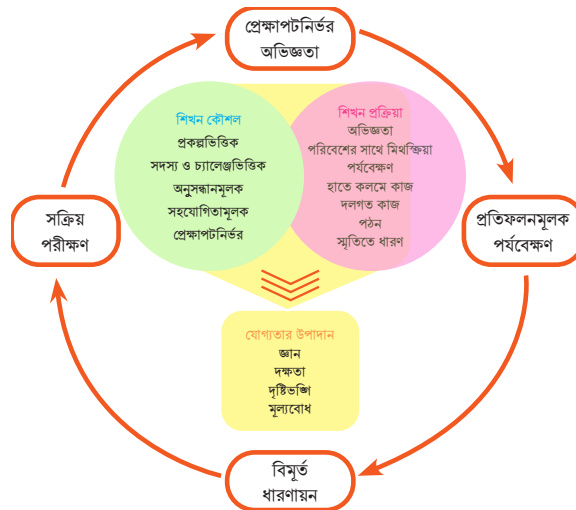 প্রেক্ষাপটনির্ভর
অভিজ্ঞতা
শিখন কৌশল
প্রকল্পভিত্তিক
সদস্য ও চ্যালেঞ্জভিত্তিক
অনুসন্ধানমূলক
সহযোগিতামূলক
প্রেক্ষাপটনির্ভর
শিখন প্রক্রিয়া
অভিজ্ঞতা
পরিবেশের সাথে মিথস্ক্রিয়া
পর্যবেক্ষণ
হাতে কলমে কাজ
দলগত কাজ
পঠন
স্মৃতিতে ধারণ
সক্রিয়
পরীক্ষণ
প্রতিফলনমূলক
পর্যবেক্ষণ
যোগ্যতার উপাদান
জ্ঞান
দক্ষতা
দৃষ্টিভঙ্গি
মূল্যবোধ
বিমূর্ত
ধারণায়ন